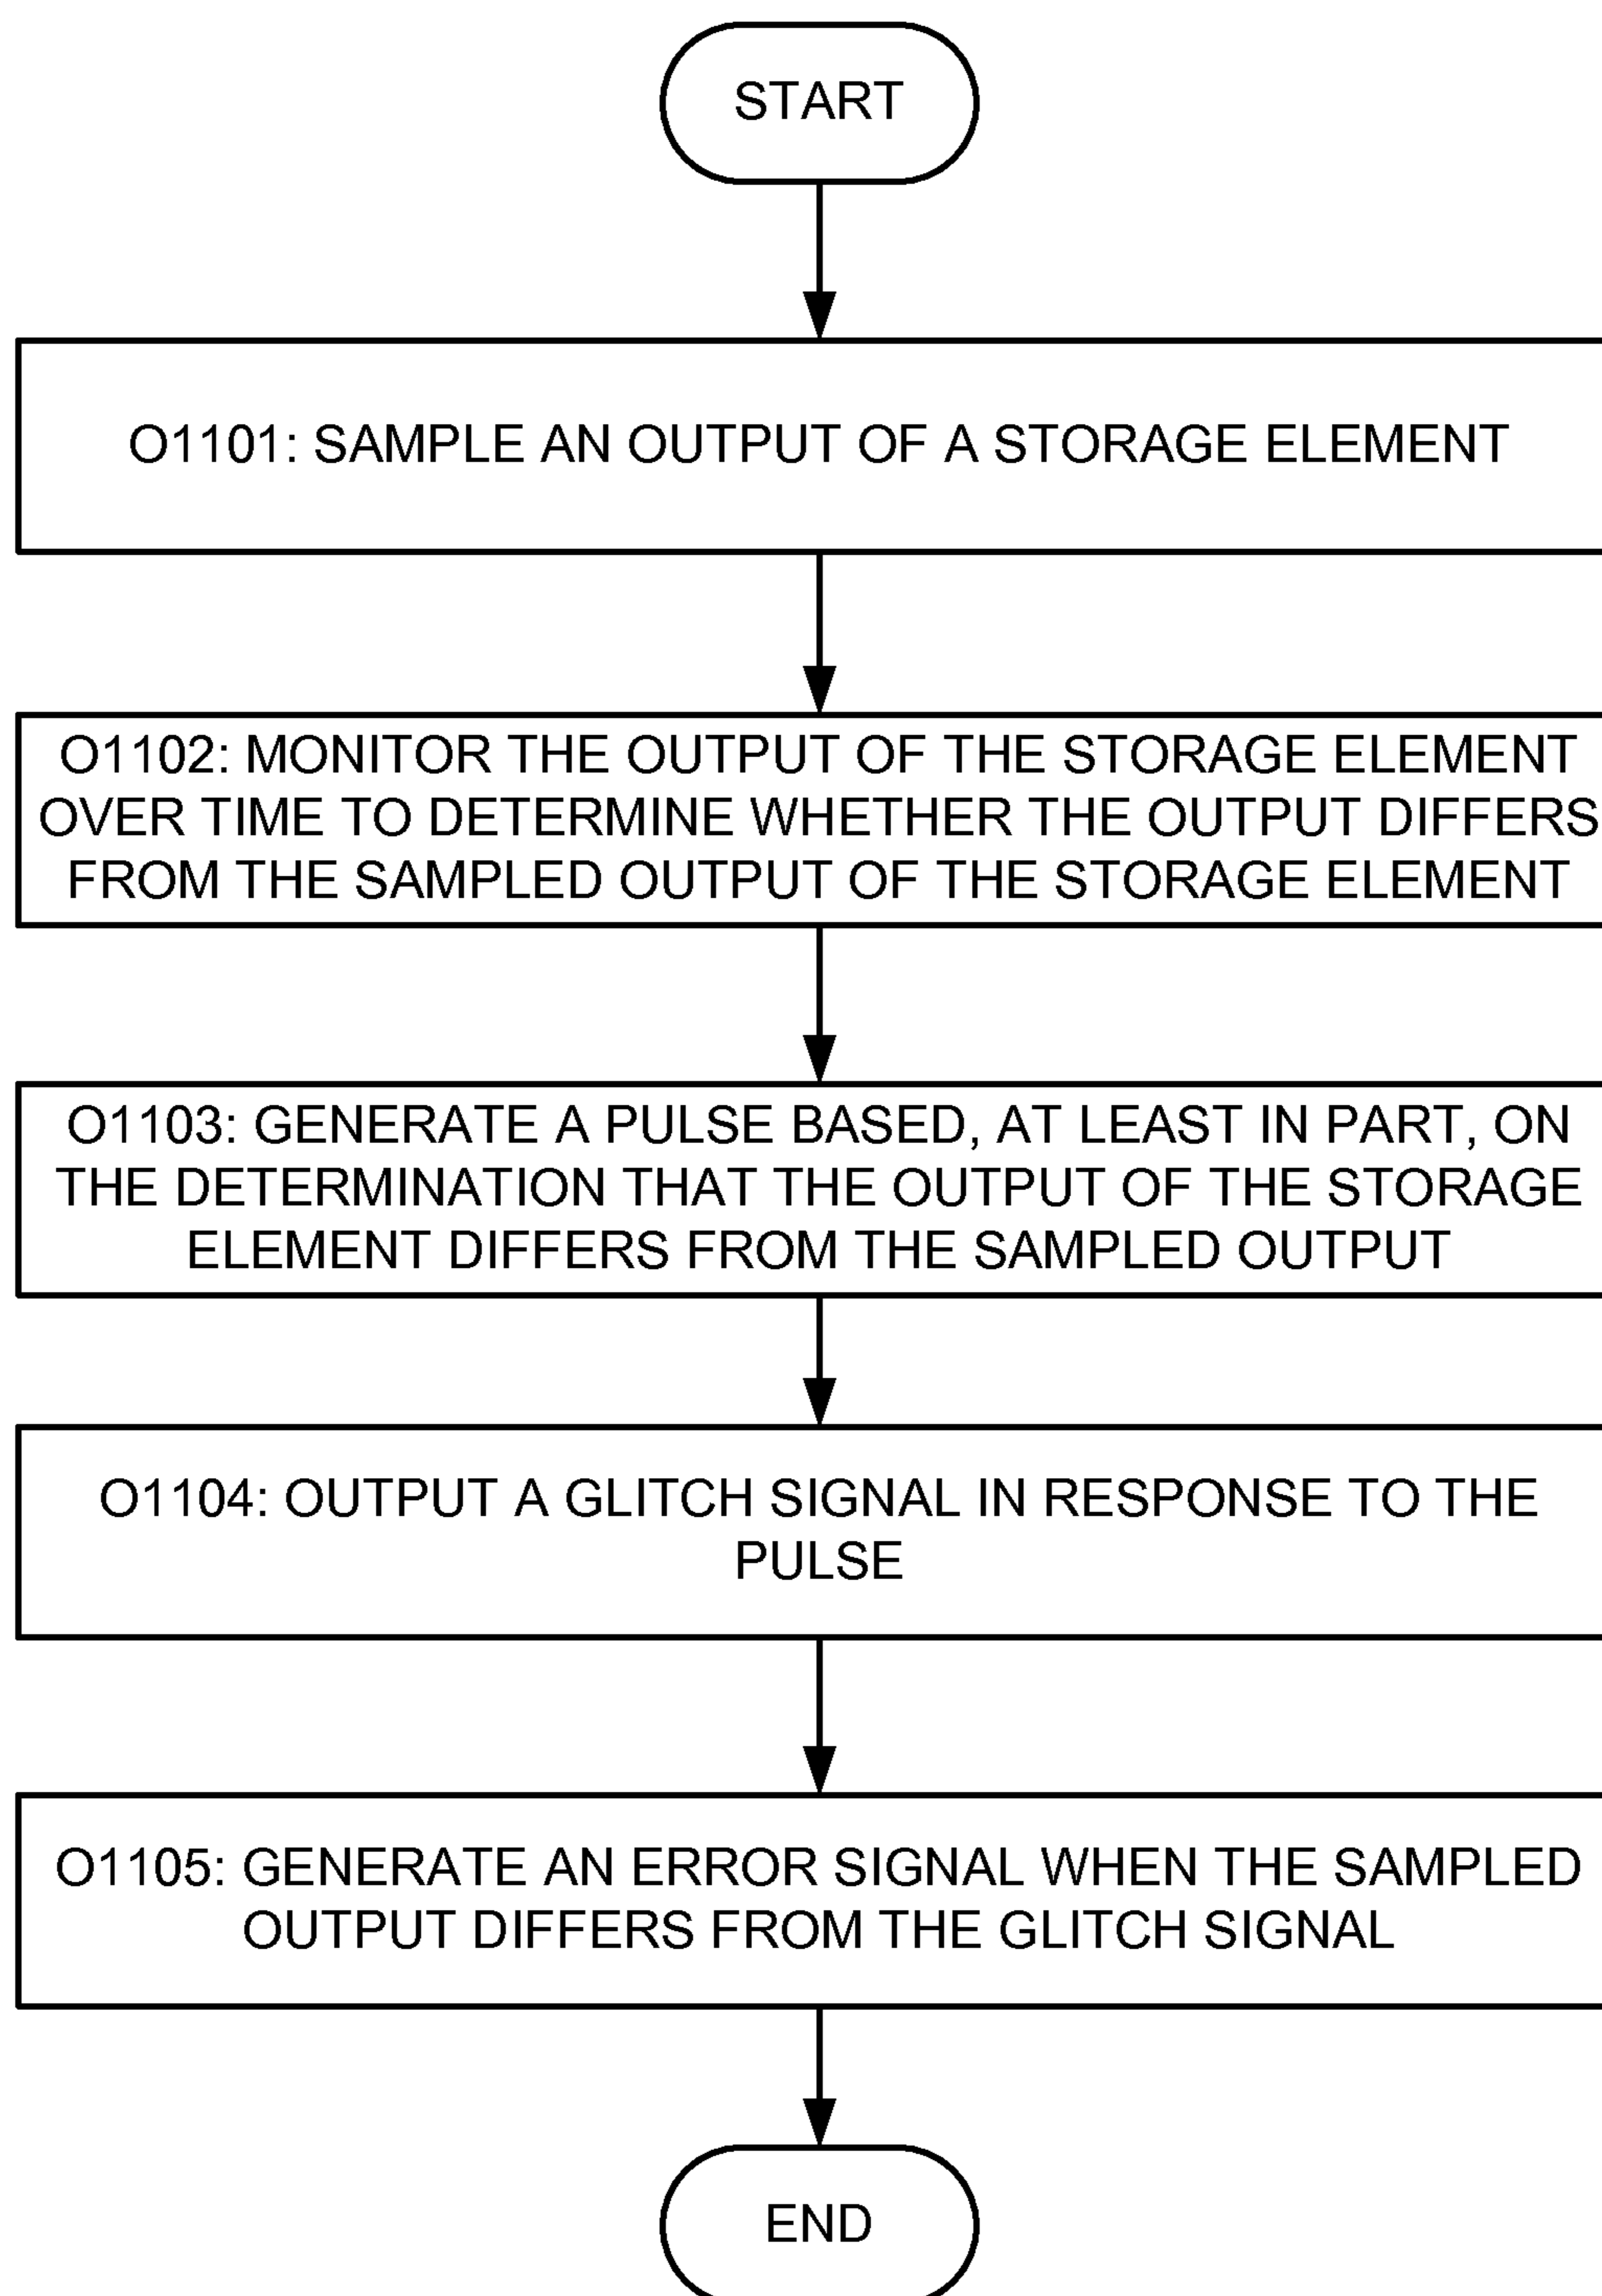 START
O1101: SAMPLE AN OUTPUT OF A STORAGE ELEMENT
O1102: MONITOR THE OUTPUT OF THE STORAGE ELEMENT
OVER TIME TO DETERMINE WHETHER THE OUTPUT DIFFERS
FROM THE SAMPLED OUTPUT OF THE STORAGE ELEMENT
O1103: GENERATE A PULSE BASED, AT LEAST IN PART, ON
THE DETERMINATION THAT THE OUTPUT OF THE STORAGE
ELEMENT DIFFERS FROM THE SAMPLED OUTPUT
O1104: OUTPUT A GLITCH SIGNAL IN RESPONSE TO THE
PULSE
O1105: GENERATE AN ERROR SIGNAL WHEN THE SAMPLED
OUTPUT DIFFERS FROM THE GLITCH SIGNAL
END